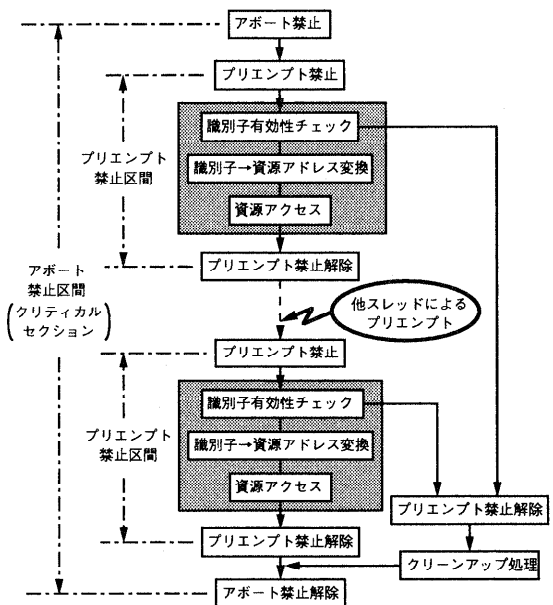 アボート禁止
プリエンプト禁止
識別子有効性チェック
識別子→資源アドレス変換
資源アクセス
プリエンプト
禁止区間
プリエンプト禁止解除
アボート
禁止区間
(クリティカル
セクション)
他スレッドによる
プリエンプト
プリエンプト禁止
識別子有効性チェック
識別子→資源アドレス変換
資源アクセス
プリエンプト
禁止区間
プリエンプト禁止解除
プリエンプト禁止解除
クリーンアップ処理
アボート禁止解除